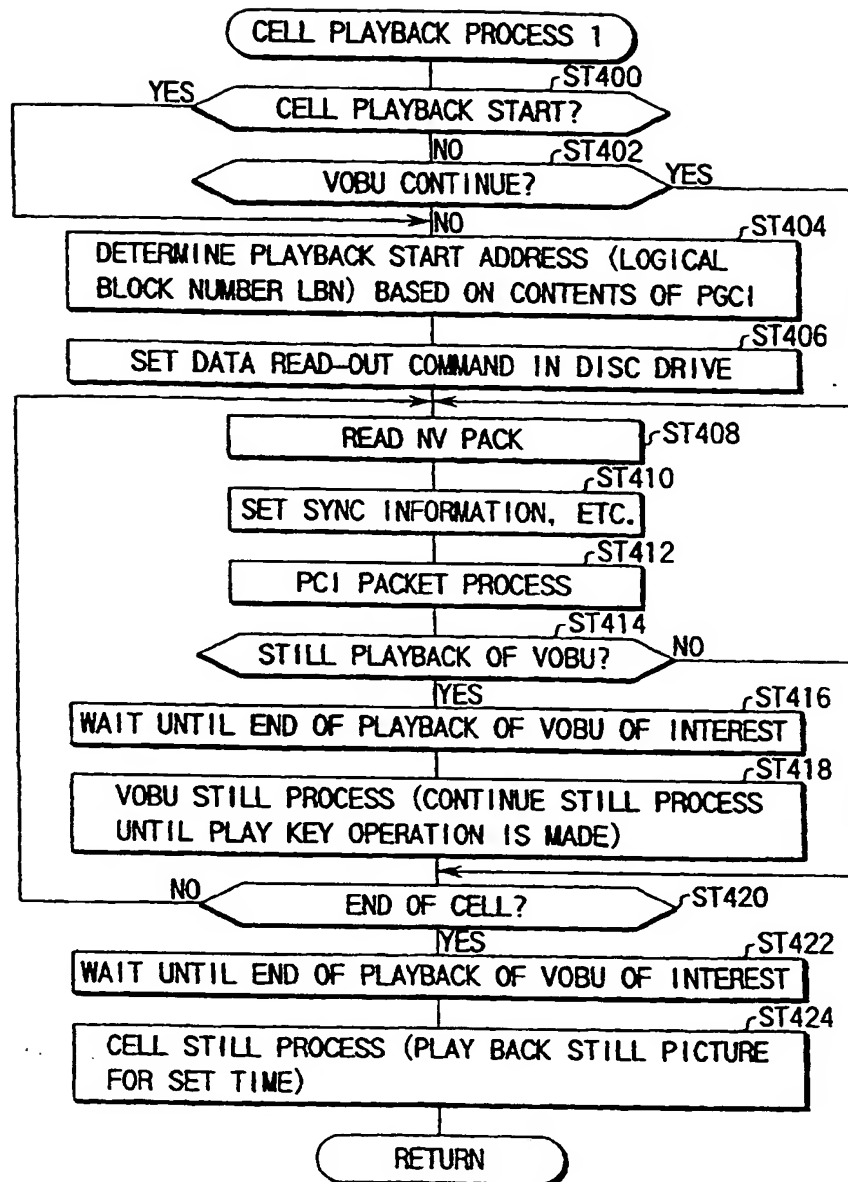 CELL PLAYBACK PROCESS 1
ST400
YES
CELL PLAYBACK START?
NO
ST402
VOBU CONTINUE?
YES
NO
ST404
DETERMINE PLAYBACK START ADDRESS (LOGICAL
BLOCK NUMBER LBN) BASED ON CONTENTS OF PGCI
ST406
SET DATA READ-OUT COMMAND IN DISC DRIVE
READ NV PACK
ST408
ST410
SET SYNC INFORMATION, ETC.
ST412
PCI PACKET PROCESS
ST414
STILL PLAYBACK OF VOBU?
NO
YES
ST416
WAIT UNTIL END OF PLAYBACK OF VOBU OF INTEREST
ST418
VOBU STILL PROCESS (CONTINUE STILL PROCESS
UNTIL PLAY KEY OPERATION IS MADE)
NO
END OF CELL?
ST420
YES
ST422
WAIT UNTIL END OF PLAYBACK OF VOBU OF INTEREST
ST424
CELL STILL PROCESS (PLAY BACK STILL PICTURE
FOR SET TIME)
RETURN